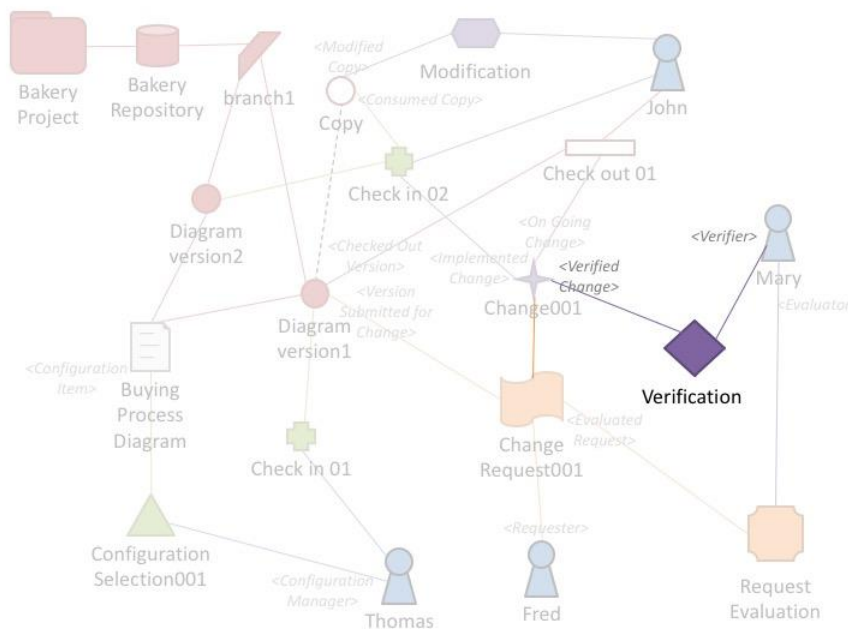 <Modified
Copy>
Modification
Bakery
Project
Bakery
Repository
branch1
<Consumed Copy>
Copy
John
Check in 02
Check out 01
Diagram
version2
<Checked Out
Version>
<On Going
Change>
<Implemented
Change>
<Verified
Change>
<Verifier>
Mary
Change001
<Version
Submitted for
Change>
Diagram
version1
<Evaluator
<Configuration
Item>
Buying
Process
Diagram
Verification
<Evaluated
Request>
Change
Request001
Check in 01
<Requester>
Configuration
Selection001
<Configuration
Manager>
Thomas
Fred
Request
Evaluation